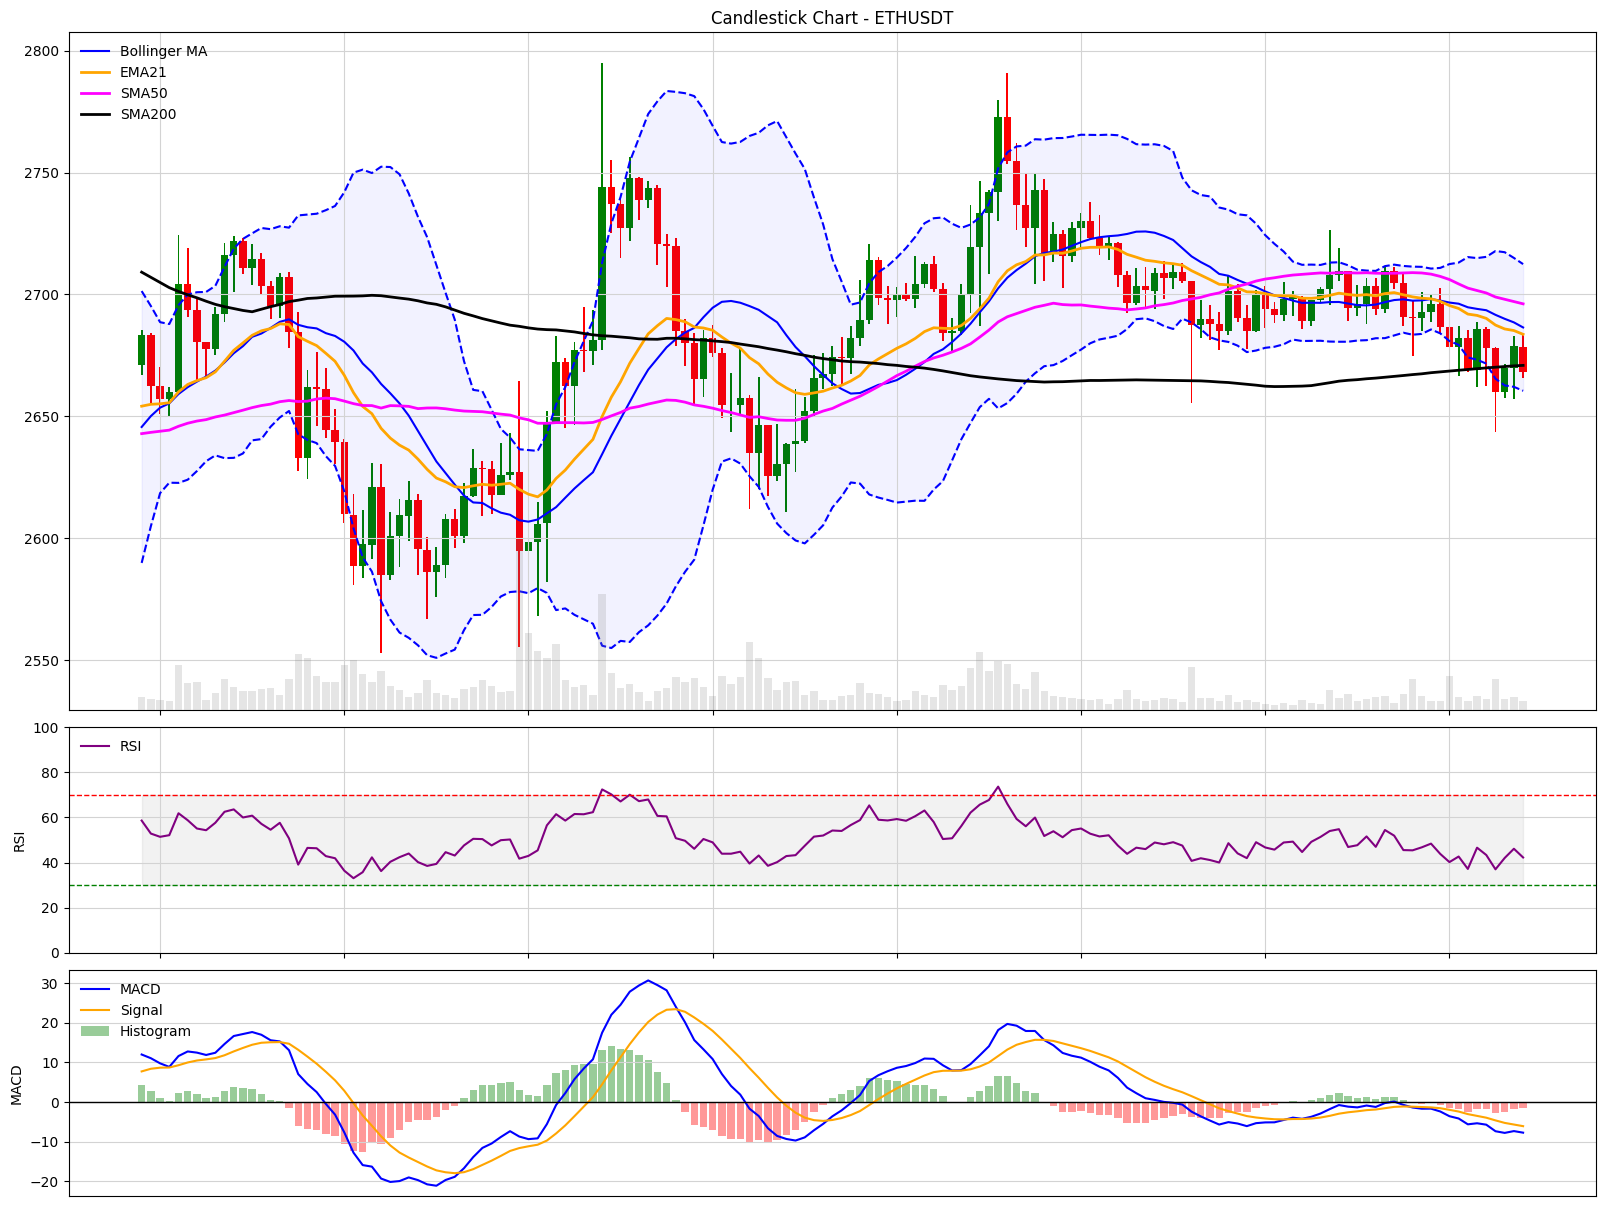 Candlestick Chart - ETHUSDT
2800
2750
2700
2650
2600
2550
Bollinger MA
EMA21
SMA50
SMA200
100
80
60
40
20
0
RSI
RSI
30
20
10
0
−10
−20
MACD
MACD
Signal
Histogram